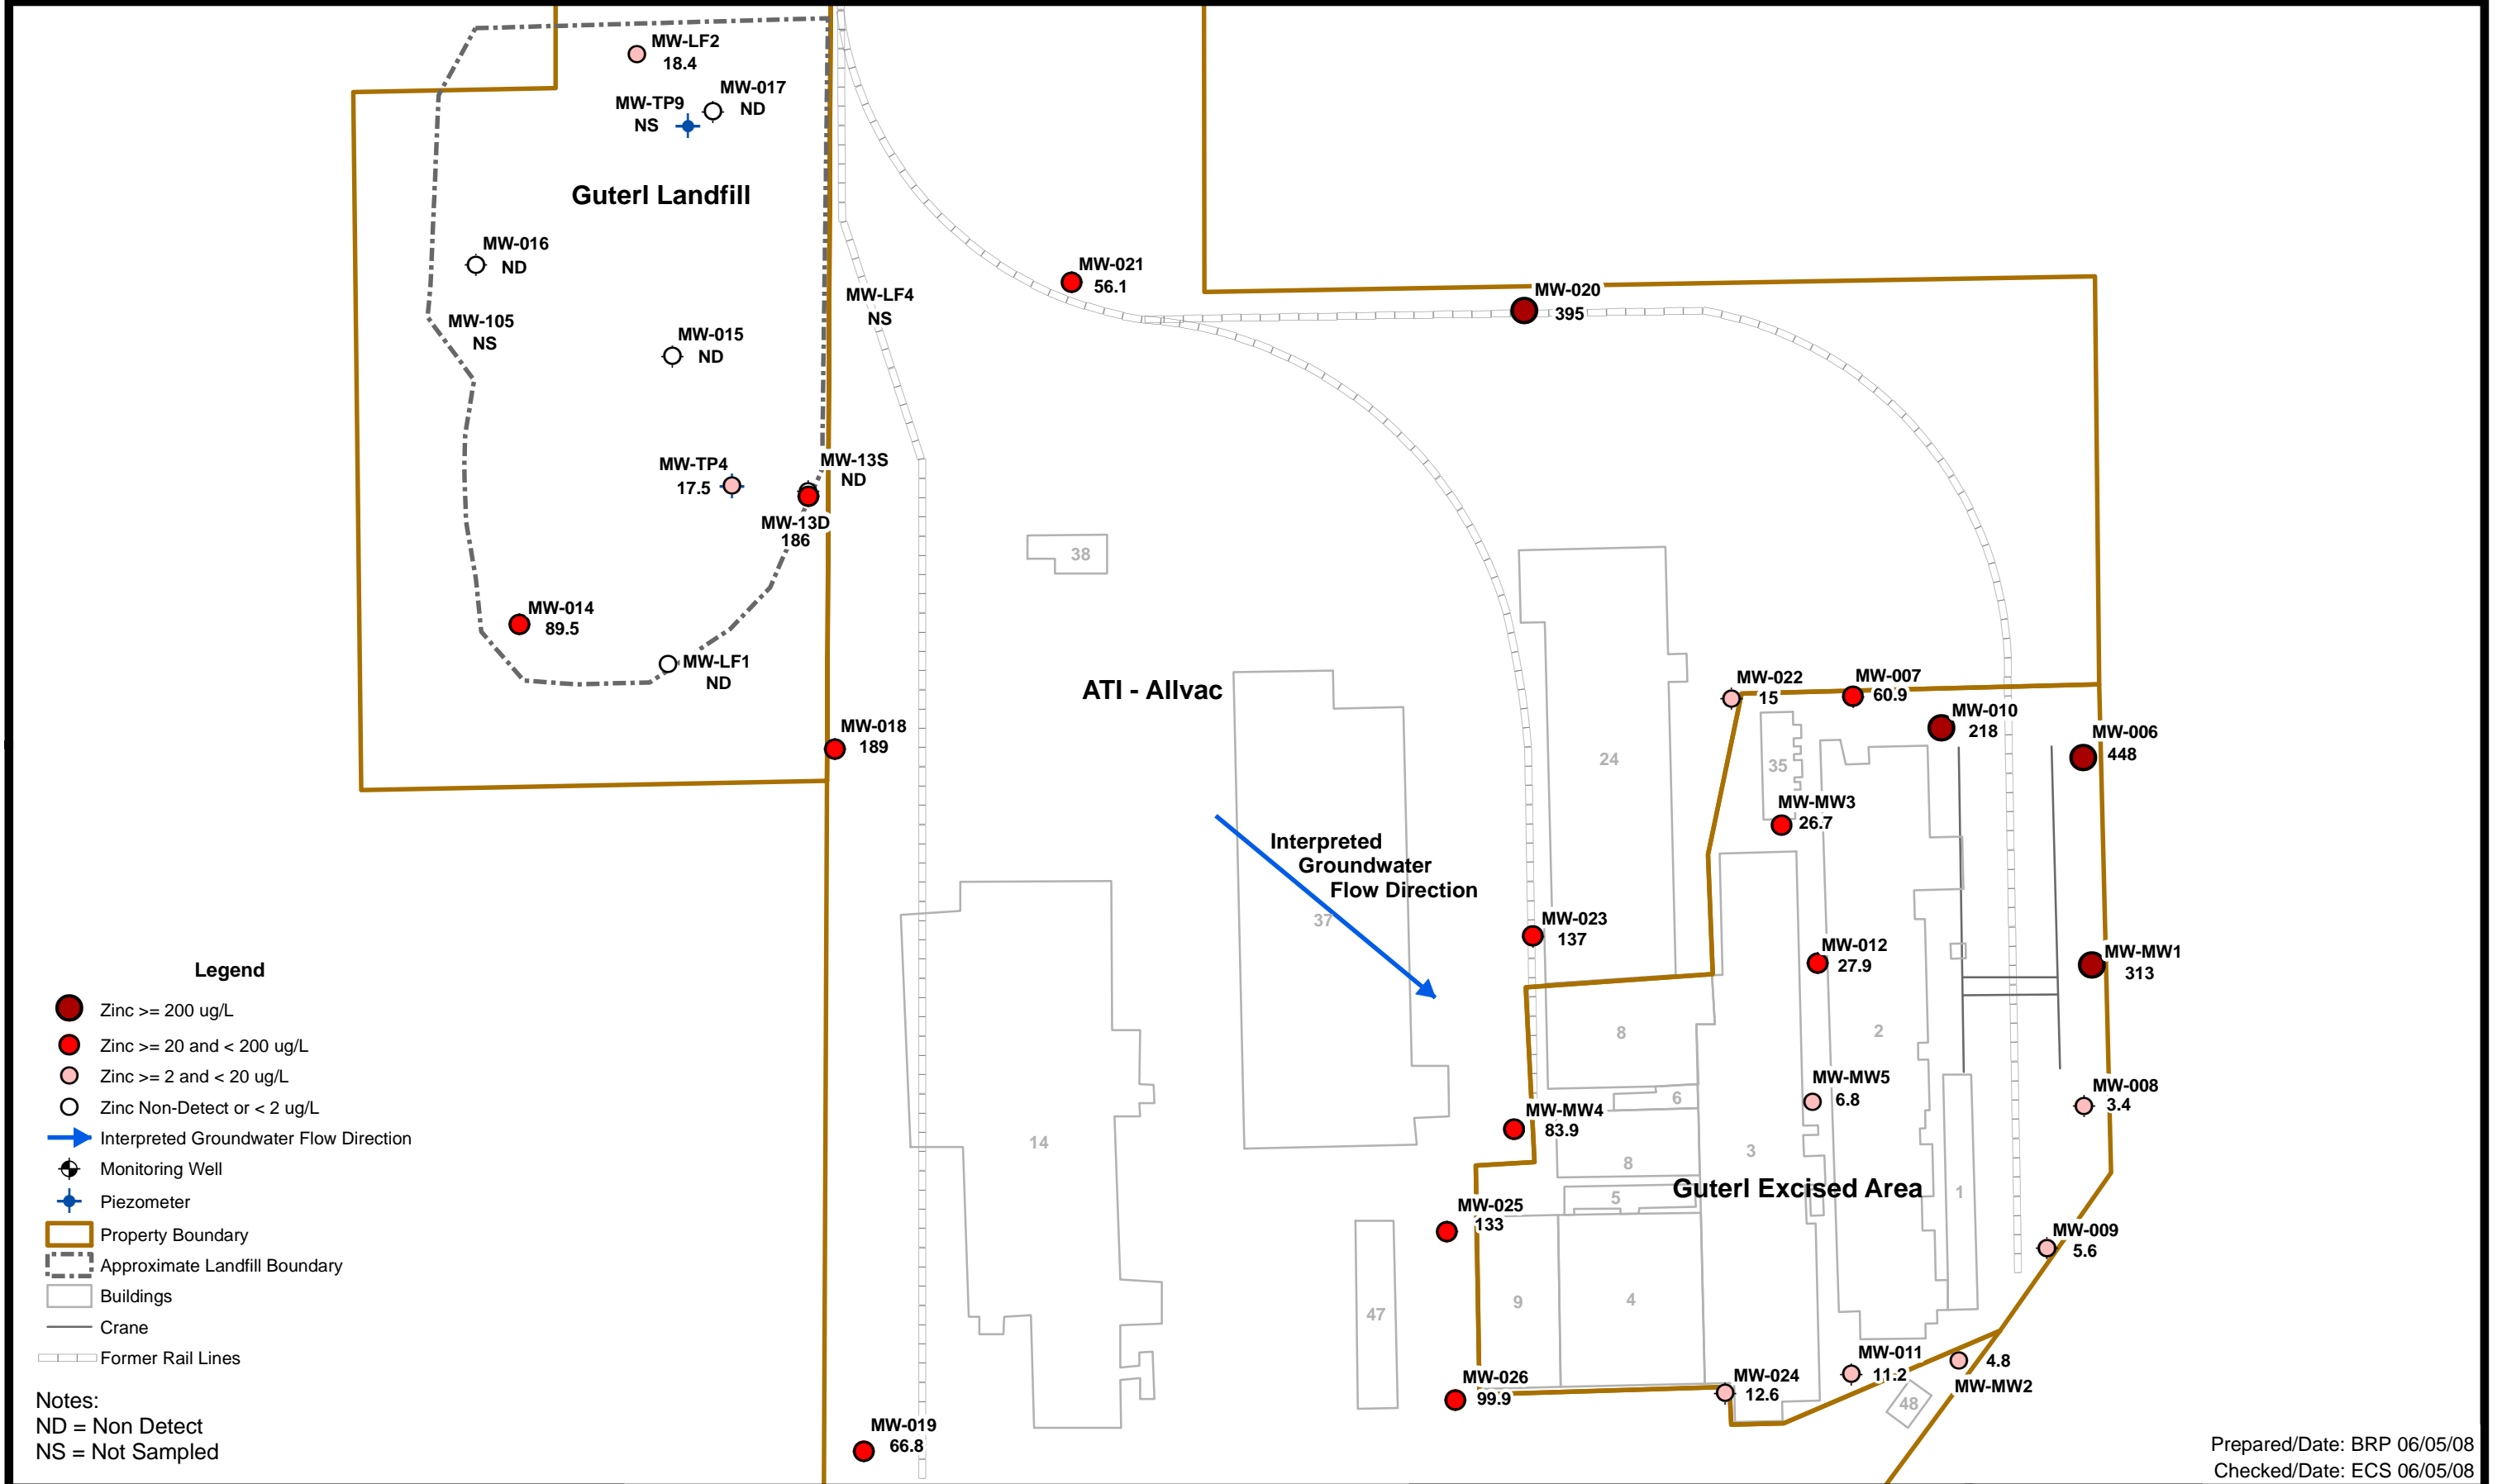 MW-LF2
18.4
MW-017
ND
MW-TP9
NS
Guterl Landfill
MW-016
ND
MW-021
56.1
MW-LF4
NS
MW-020
395
MW-105
NS
MW-015
ND
MW-13S
ND
MW-TP4
17.5
MW-13D
186
38
MW-014
89.5
MW-LF1
ND
ATI - Allvac
MW-022
15
MW-007
60.9
MW-010
218
MW-018
189
MW-006
448
24
35
MW-MW3
26.7
Interpreted
Groundwater
Flow Direction
37
MW-023
137
MW-012
27.9
MW-MW1
313
8
2
MW-MW5
6.8
6
MW-008
3.4
MW-MW4
83.9
14
3
8
Guterl Excised Area
5
1
MW-025
133
MW-009
5.6
9
4
47
MW-011
11.2
4.8
MW-MW2
MW-026
99.9
MW-024
12.6
48
MW-019
66.8
Legend
Zinc >= 200 ug/L
Zinc >= 20 and < 200 ug/L
Zinc >= 2 and < 20 ug/L
Zinc Non-Detect or < 2 ug/L
Interpreted Groundwater Flow Direction
Monitoring Well
Piezometer
Property Boundary
Approximate Landfill Boundary
Buildings
Crane
Former Rail Lines
Notes:
ND = Non Detect
NS = Not Sampled
Prepared/Date: BRP 06/05/08
Checked/Date: ECS 06/05/08